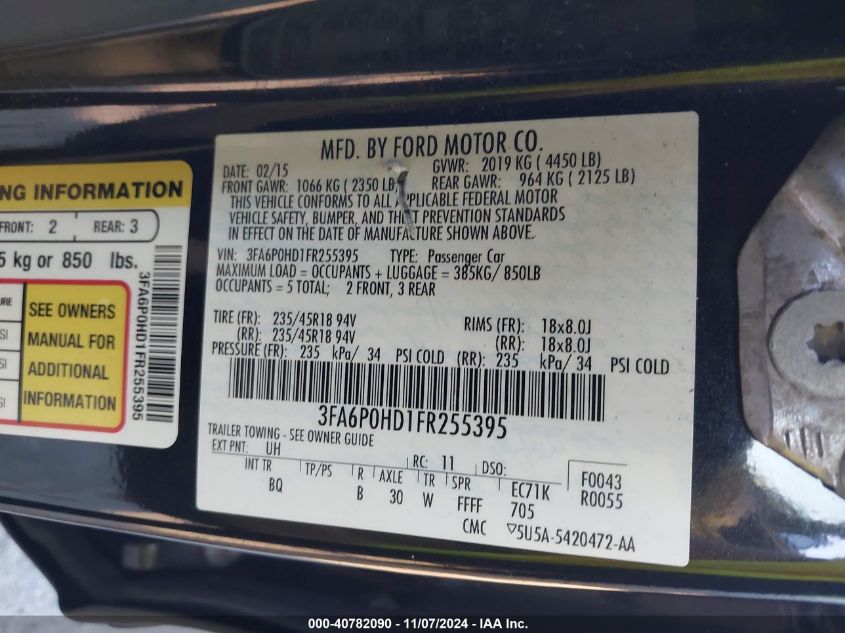 MFD. BY FORD MOTOR CO.
DATE: 02/15 GVWR: 2019 KG ( 4450 LB)
FRONT GAWR: 1066 KG ( 2350 LB) REAR GAWR: 964 KG ( 2125 LB)
THIS VEHICLE CONFORMS TO ALL APPLICABLE FEDERAL MOTOR
VEHICLE SAFETY, BUMPER, AND THEFT PREVENTION STANDARDS
IN EFFECT ON THE DATE OF MANUFACTURE SHOWN ABOVE.
VIN: 3FA6P0HD1FR255395 TYPE: Passenger Car
MAXIMUM LOAD = OCCUPANTS + LUGGAGE = 385KG/ 850LB
OCCUPANTS = 5 TOTAL; 2 FRONT, 3 REAR
TIRE (FR): 235/45R18 94V RIMS (FR): 18x8.0J
(RR): 235/45R18 94V (RR): 18x8.0J
PRESSURE (FR): 235 kPa/ 34 PSI COLD (RR): 235 kPa/ 34 PSI COLD
3FA6P0HD1FR255395
TRAILER TOWING - SEE OWNER GUIDE
EXT PNT: UH RC: 11 DSO: F0043
INT TR TP/PS R AXLE TR SPR EC71K R0055
BQ B 30 W FFFF 705
CMC 5U5A-5420472-AA
NG INFORMATION
FRONT: 2 REAR: 3
5 kg or 850 lbs.
SEE OWNERS
MANUAL FOR
ADDITIONAL
INFORMATION
3FA6P0HD1FR255395
000-40782090 - 11/07/2024 - IAA Inc.